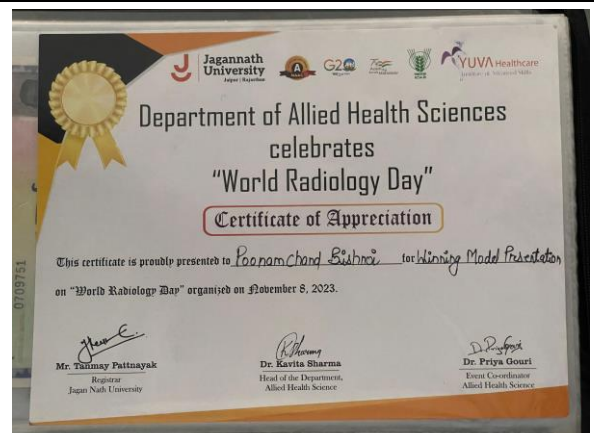 Jagannath
University
Jaipur | Rajasthan
A
G20
YUVA Healthcare
Department of Allied Health Sciences
celebrates
"World Radiology Day"
Certificate of Appreciation
This certificate is proudly presented to Poonamchand Bishnoi for Winning Model Presentation
on "World Radiology Day" organized on November 8, 2023.
0709751
Mr. Tanmay Pattnayak
Registrar
Jagan Nath University
Dr. Kavita Sharma
Head of the Department,
Allied Health Science
Dr. Priya Gouri
Event Co-ordinator
Allied Health Science